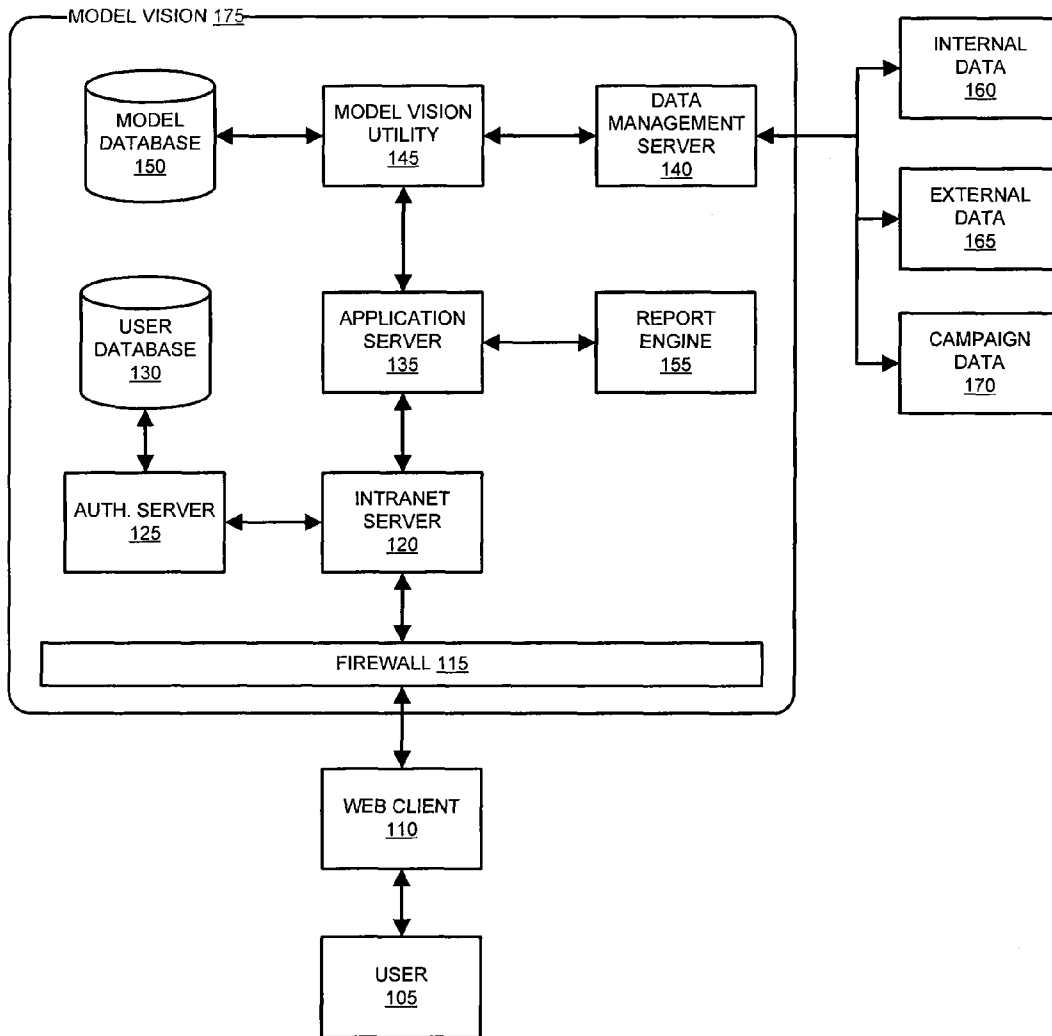 MODEL VISION 175
MODEL
DATABASE
150
MODEL VISION
UTILITY
145
DATA
MANAGEMENT
SERVER
140
INTERNAL
DATA
160
EXTERNAL
DATA
165
CAMPAIGN
DATA
170
USER
DATABASE
130
APPLICATION
SERVER
135
REPORT
ENGINE
155
AUTH. SERVER
125
INTRANET
SERVER
120
FIREWALL 115
WEB CLIENT
110
USER
105